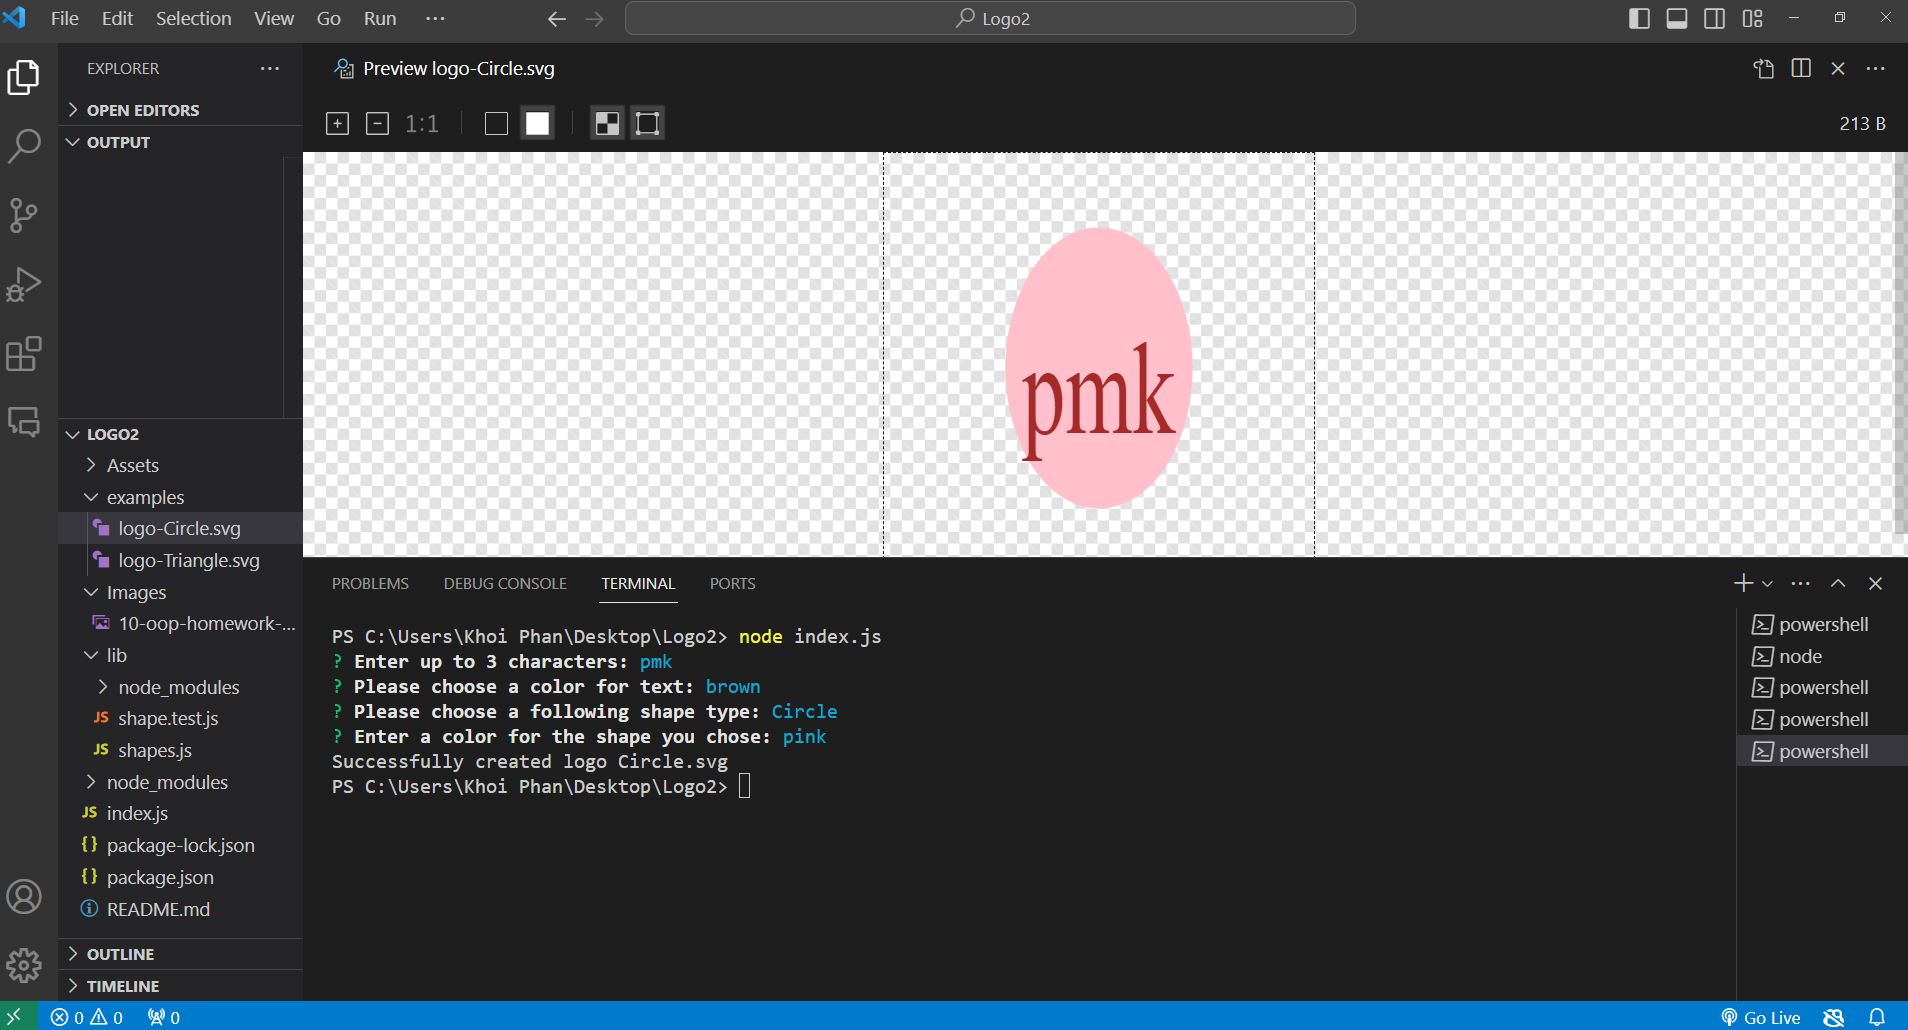 File Edit Selection View Go Run ...
Logo2
EXPLORER
OPEN EDITORS
OUTPUT
LOGO2
Assets
examples
logo-Circle.svg
logo-Triangle.svg
Images
10-oop-homework-...
lib
node_modules
JS shape.test.js
JS shapes.js
node_modules
JS index.js
{} package-lock.json
{} package.json
README.md
OUTLINE
TIMELINE
Preview logo-Circle.svg
1:1
213 B
pmk
PROBLEMS DEBUG CONSOLE TERMINAL PORTS
PS C:\Users\Khoi Phan\Desktop\Logo2> node index.js
? Enter up to 3 characters: pmk
? Please choose a color for text: brown
? Please choose a following shape type: Circle
? Enter a color for the shape you chose: pink
Successfully created logo Circle.svg
PS C:\Users\Khoi Phan\Desktop\Logo2>
powershell
node
powershell
powershell
powershell
0 0 0
Go Live